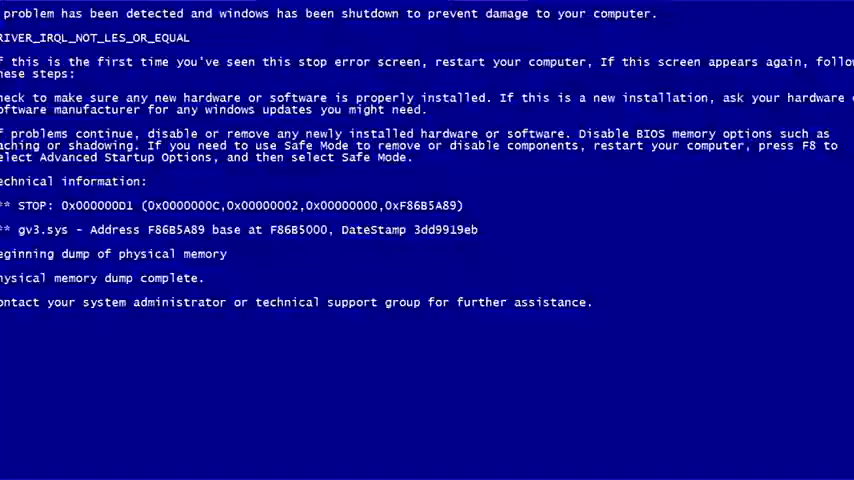 problem has been detected and windows has been shutdown to prevent damage to your computer.
RIVER_IRQL_NOT_LES_OR_EQUAL
f this is the first time you've seen this stop error screen, restart your computer, If this screen appears again, follow
hese steps:
heck to make sure any new hardware or software is properly installed. If this is a new installation, ask your hardware o
oftware manufacturer for any windows updates you might need.
f problems continue, disable or remove any newly installed hardware or software. Disable BIOS memory options such as
aching or shadowing. If you need to use Safe Mode to remove or disable components, restart your computer, press F8 to
elect Advanced Startup Options, and then select Safe Mode.
echnical information:
** STOP: 0x000000D1 (0x0000000C,0x00000002,0x00000000,0xF86B5A89)
** gv3.sys - Address F86B5A89 base at F86B5000, DateStamp 3dd9919eb
eginning dump of physical memory
hysical memory dump complete.
ontact your system administrator or technical support group for further assistance.